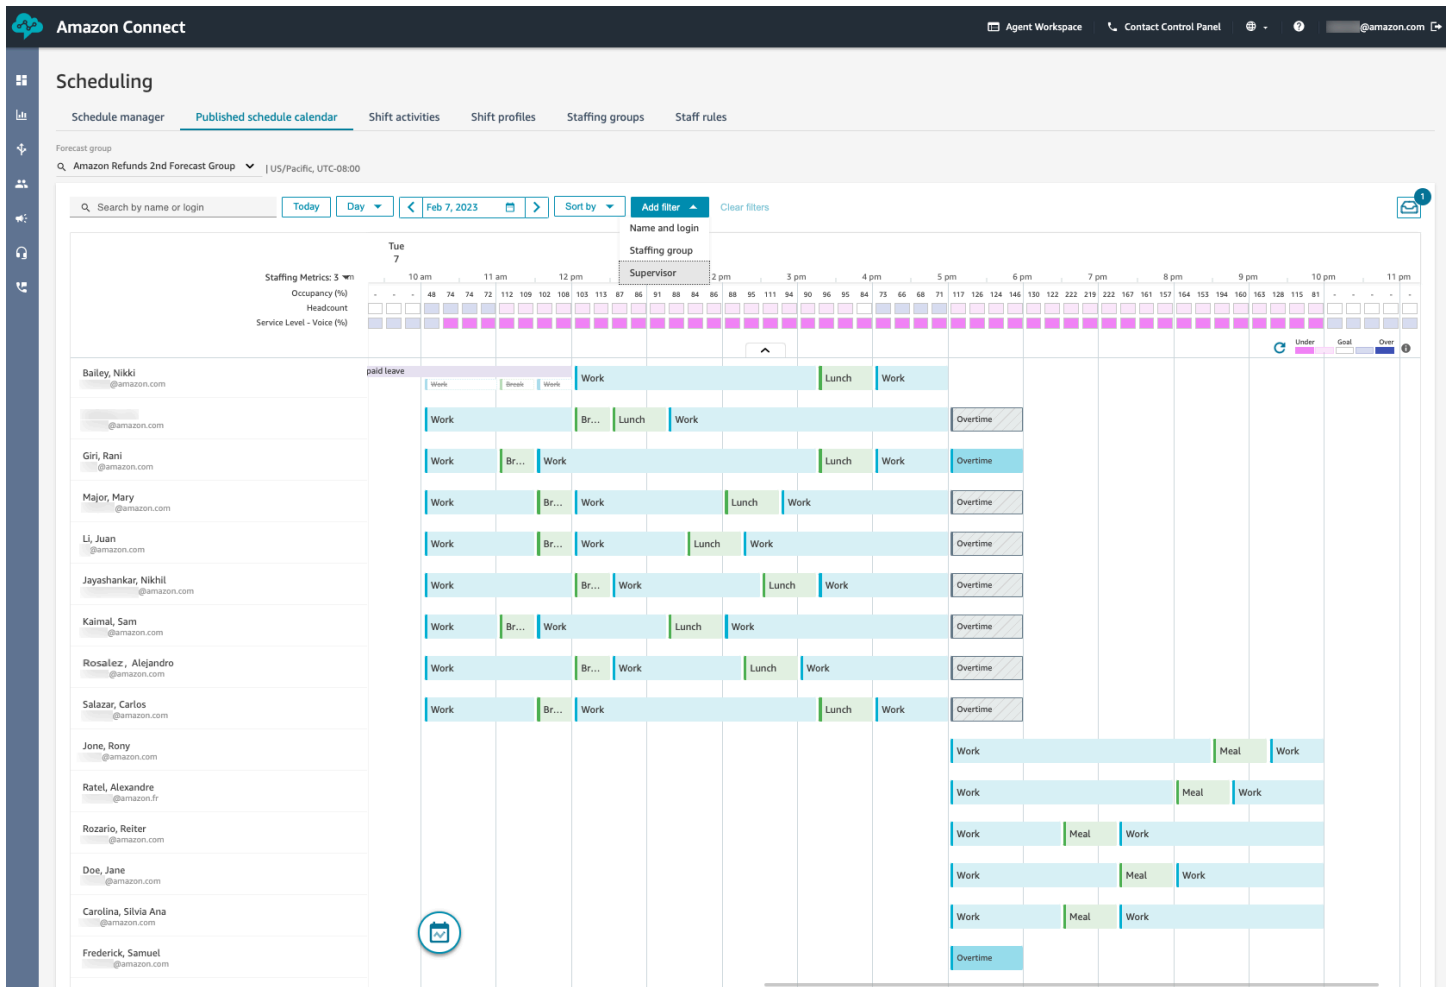 Amazon Connect
Agent Workspace
Contact Control Panel
@amazon.com
Scheduling
Schedule manager
Published schedule calendar
Shift activities
Shift profiles
Staffing groups
Staff rules
Forecast group
Amazon Refunds 2nd Forecast Group
| US/Pacific, UTC-08:00
Search by name or login
Today
Day
Feb 7, 2023
Sort by
Add filter
Clear filters
1
Name and login
Staffing group
Supervisor
Tue
7
Staffing Metrics: 3
10 am 11 am 12 pm 2 pm 3 pm 4 pm 5 pm 6 pm 7 pm 8 pm 9 pm 10 pm 11 pm
Occupancy (%) - - - 48 74 74 72 112 109 102 108 103 113 87 86 91 88 84 86 88 95 111 94 90 96 95 84 73 66 68 71 117 126 124 146 130 122 222 219 222 167 161 157 164 153 194 160 163 128 115 81 - - - - -
Headcount
Service Level - Voice (%)
Under Goal Over
Bailey, Nikki
@amazon.com
paid leave
Work Break Work
Work Lunch Work
@amazon.com
Work Br... Lunch Work Overtime
Giri, Rani
@amazon.com
Work Br... Work Lunch Work Overtime
Major, Mary
@amazon.com
Work Br... Work Lunch Work Overtime
Li, Juan
@amazon.com
Work Br... Work Lunch Work Overtime
Jayashankar, Nikhil
@amazon.com
Work Br... Work Lunch Work Overtime
Kaimal, Sam
@amazon.com
Work Br... Work Lunch Work Overtime
Rosalez, Alejandro
@amazon.com
Work Br... Work Lunch Work Overtime
Salazar, Carlos
@amazon.com
Work Br... Work Lunch Work Overtime
Jone, Rony
@amazon.com
Work Meal Work
Ratel, Alexandre
@amazon.fr
Work Meal Work
Rozario, Reiter
@amazon.com
Work Meal Work
Doe, Jane
@amazon.com
Work Meal Work
Carolina, Silvia Ana
@amazon.com
Work Meal Work
Frederick, Samuel
@amazon.com
Overtime